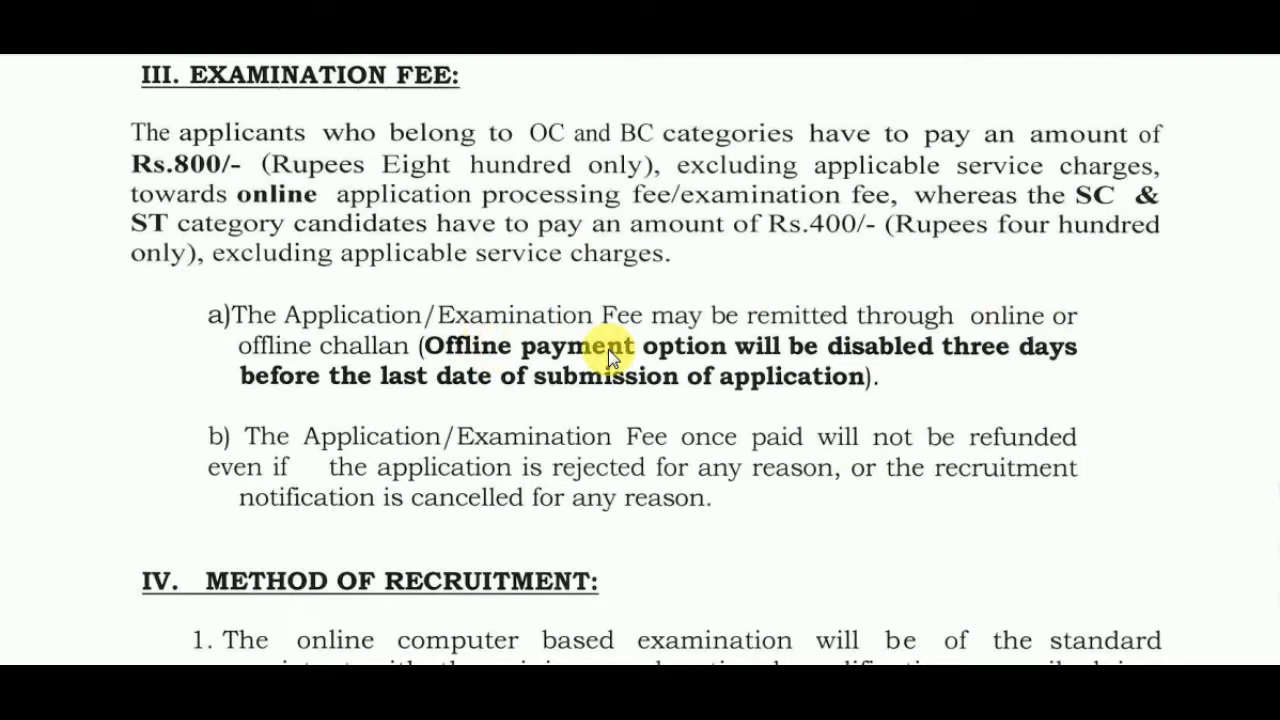 III. EXAMINATION FEE:
The applicants who belong to OC and BC categories have to pay an amount of
Rs.800/- (Rupees Eight hundred only), excluding applicable service charges,
towards online application processing fee/examination fee, whereas the SC &
ST category candidates have to pay an amount of Rs.400/- (Rupees four hundred
only), excluding applicable service charges.
a)The Application/Examination Fee may be remitted through online or
offline challan (Offline payment option will be disabled three days
before the last date of submission of application).
b) The Application/Examination Fee once paid will not be refunded
even if the application is rejected for any reason, or the recruitment
notification is cancelled for any reason.
IV. METHOD OF RECRUITMENT:
1. The online computer based examination will be of the standard